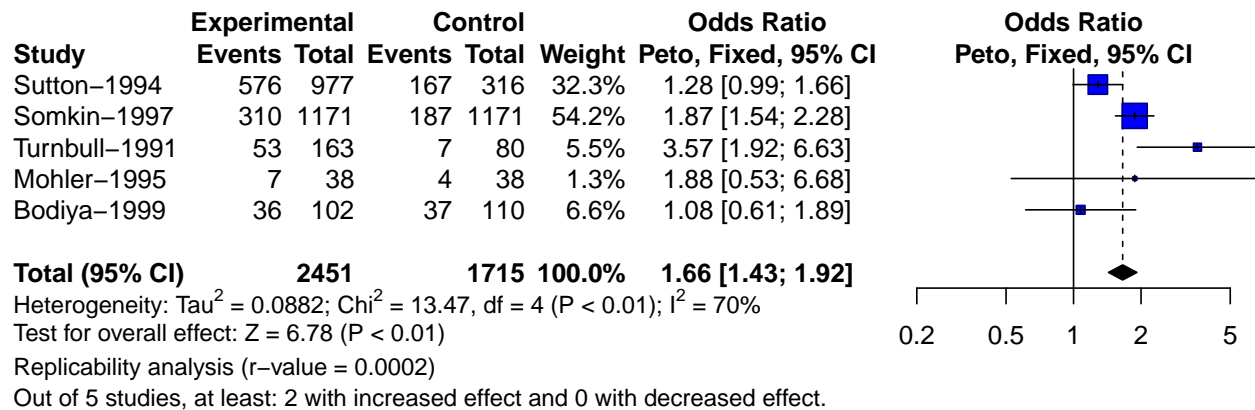 Experimental Control Odds Ratio Odds Ratio
Study Events Total Events Total Weight Peto, Fixed, 95% CI Peto, Fixed, 95% CI
Sutton−1994 576 977 167 316 32.3% 1.28 [0.99; 1.66]
Somkin−1997 310 1171 187 1171 54.2% 1.87 [1.54; 2.28]
Turnbull−1991 53 163 7 80 5.5% 3.57 [1.92; 6.63]
Mohler−1995 7 38 4 38 1.3% 1.88 [0.53; 6.68]
Bodiya−1999 36 102 37 110 6.6% 1.08 [0.61; 1.89]
Total (95% CI) 2451 1715 100.0% 1.66 [1.43; 1.92]
Heterogeneity: Tau² = 0.0882; Chi² = 13.47, df = 4 (P < 0.01); I² = 70%
Test for overall effect: Z = 6.78 (P < 0.01)
0.2 0.5 1 2 5
Replicability analysis (r−value = 0.0002)
Out of 5 studies, at least: 2 with increased effect and 0 with decreased effect.